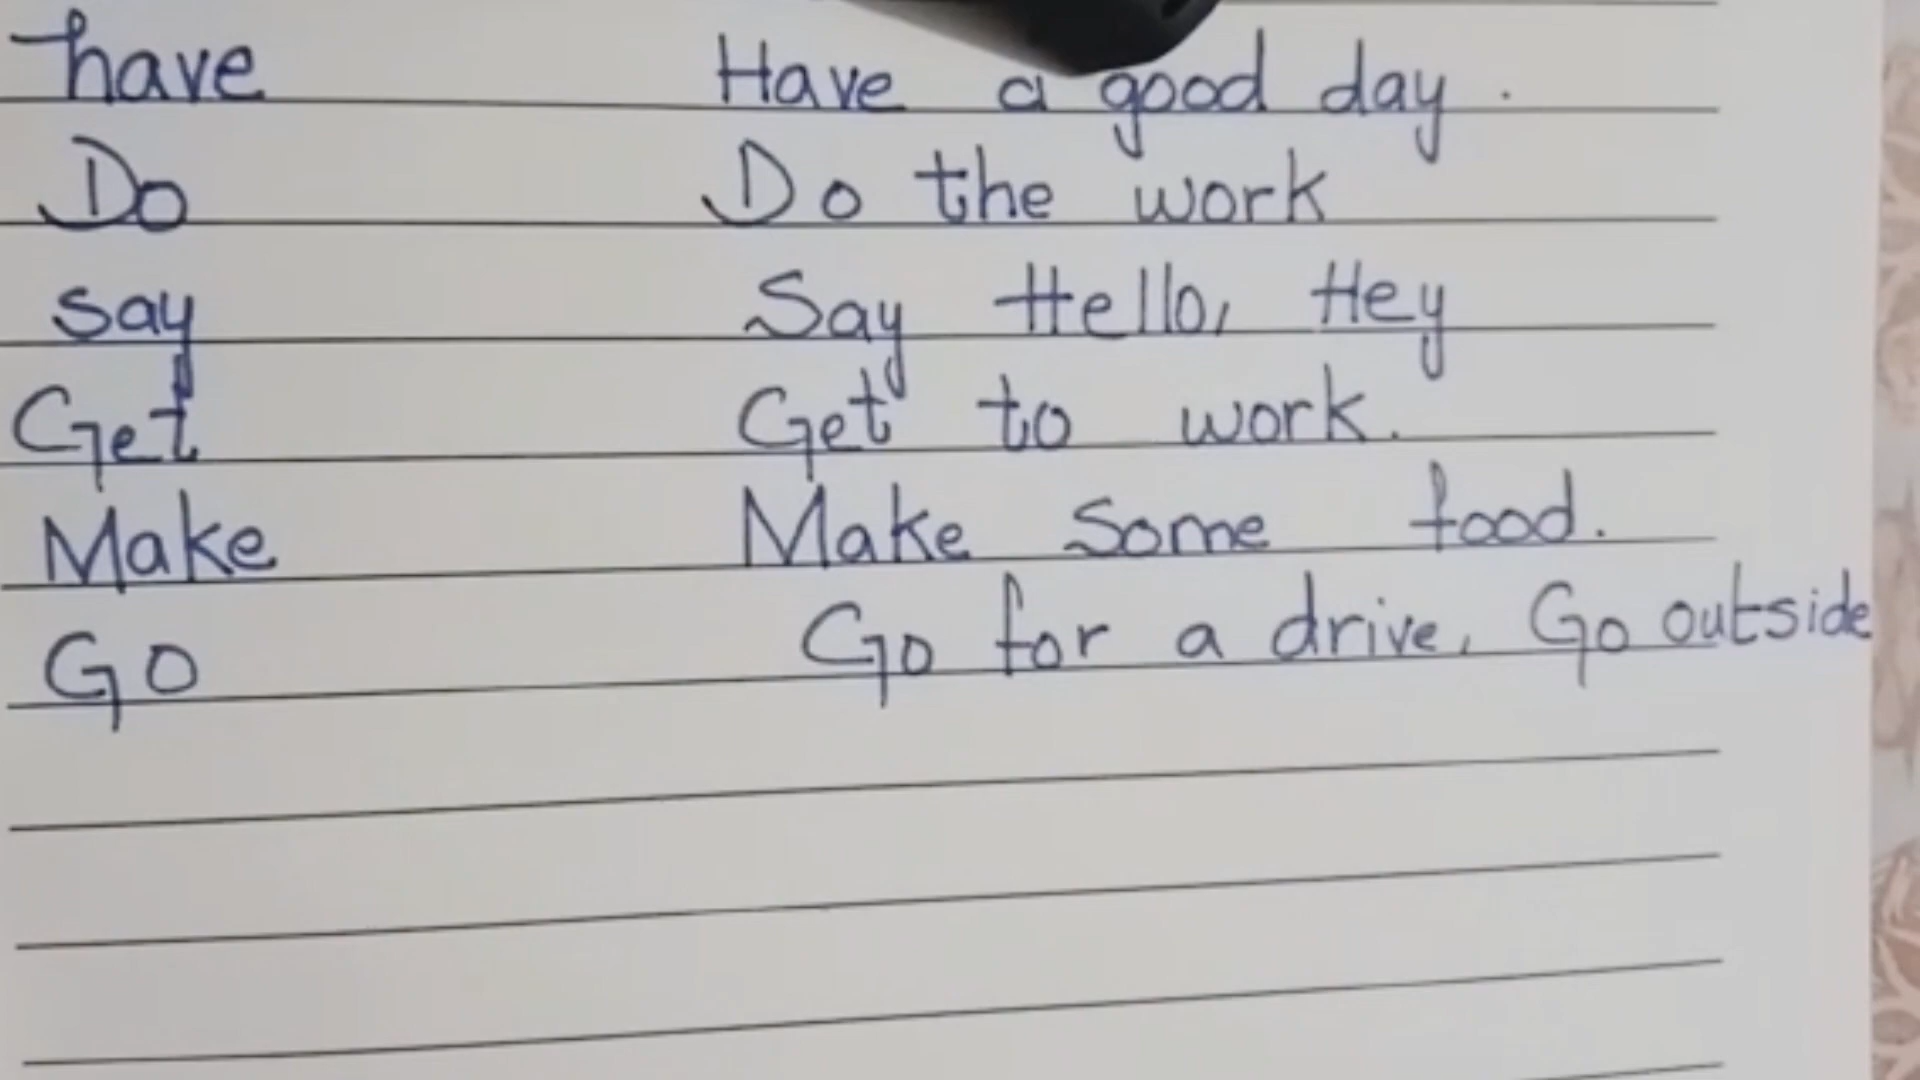 have Have a good day.
Do Do the work
say Say Hello, Hey
Get Get to work.
Make Make Some food.
Go Go for a drive, Go outside